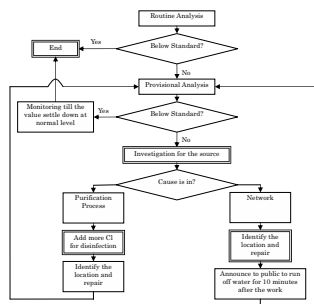 Routine Analysis
End
Yes
Below Standard?
No
Provisional Analysis
Monitoring till the
value settle down at
normal level
Yes
Below Standard?
No
Investigation for the source
Cause is in?
Purification
Process
Network
Add more Cl
for disinfection
Identify the
location and
repair
Identify the
location and
repair
Announce to public to run
off water for 10 minutes
after the work